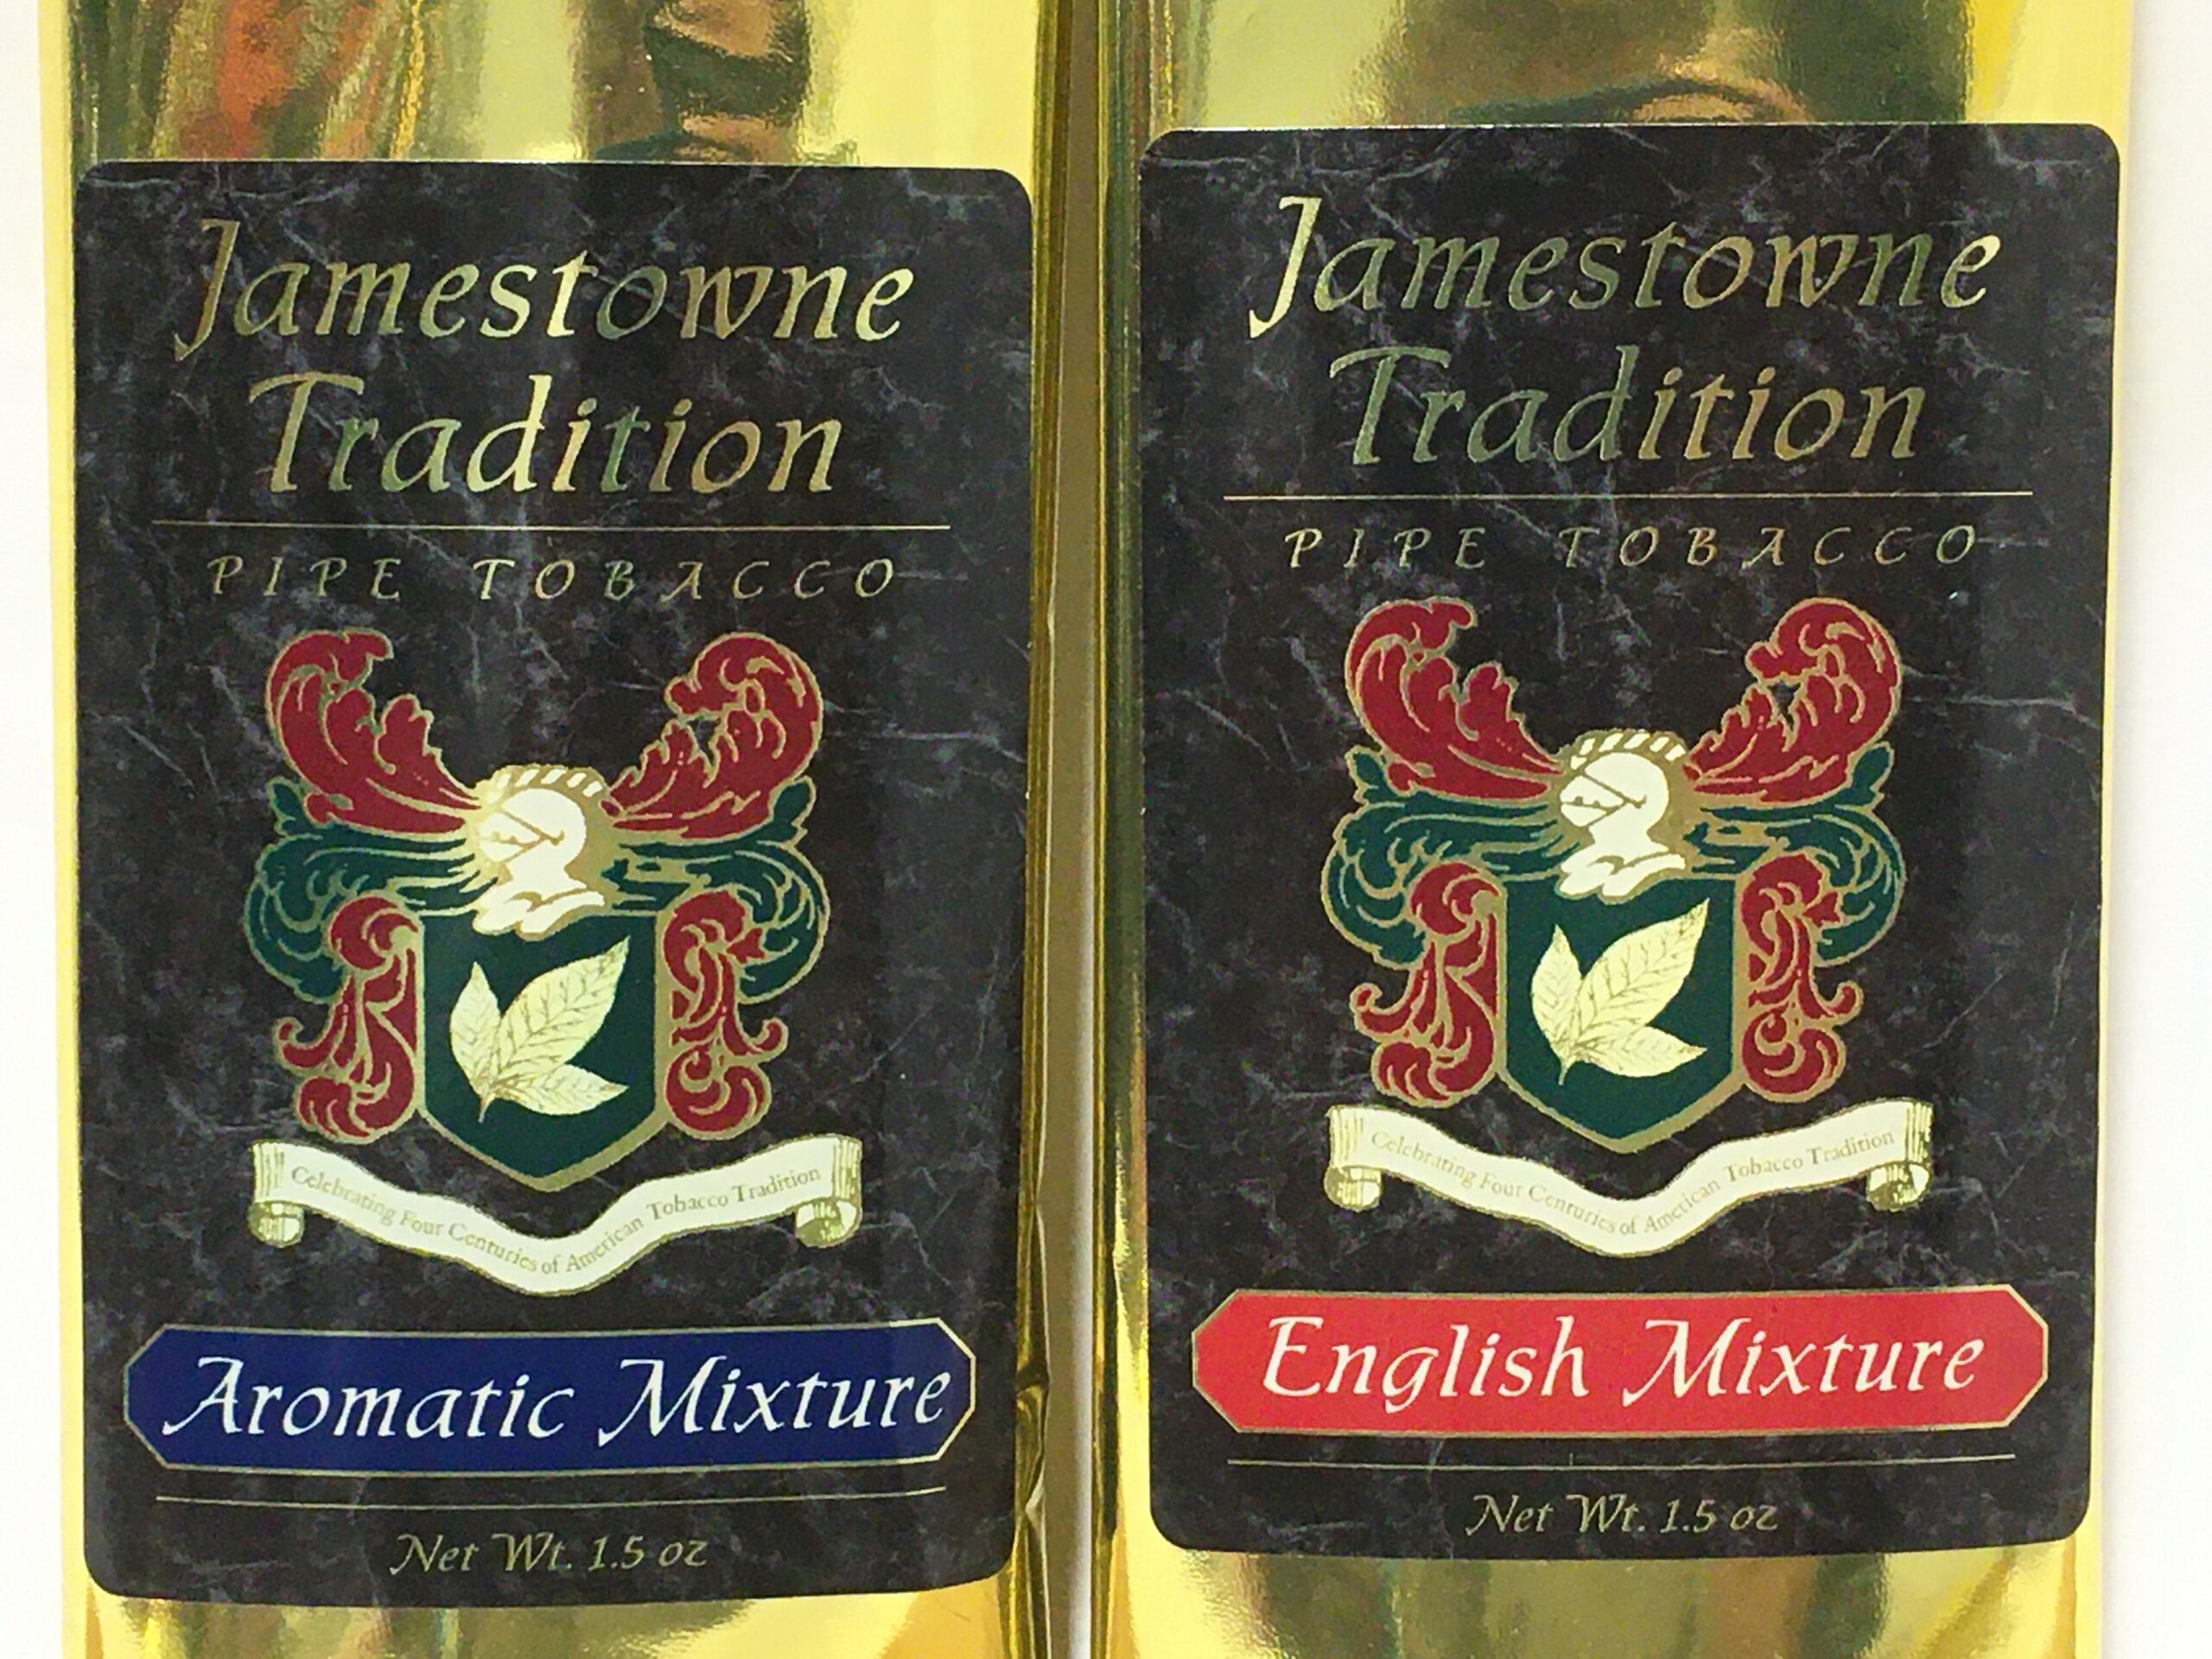 Jamestowne
Tradition
PIPE TOBACCO
Celebrating Four Centuries of American Tobacco Tradition
Aromatic Mixture
Net Wt. 1.5 oz
Jamestowne
Tradition
PIPE TOBACCO
Celebrating Four Centuries of American Tobacco Tradition
English Mixture
Net Wt. 1.5 oz